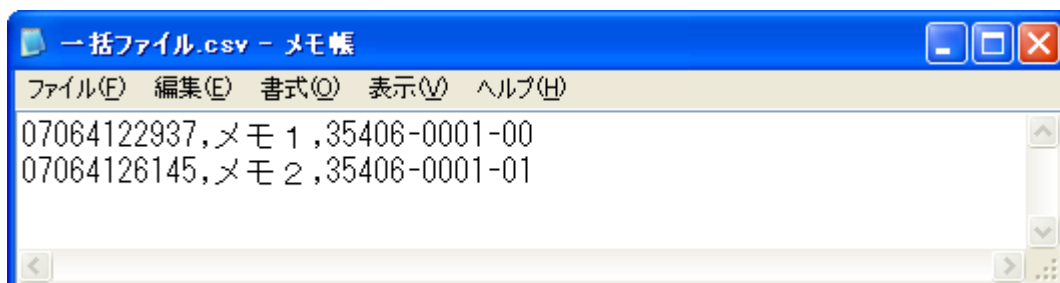 一括ファイル.csv - メモ帳
ファイル(F) 編集(E) 書式(O) 表示(V) ヘルプ(H)
07064122937,メモ１,35406-0001-00
07064126145,メモ２,35406-0001-01